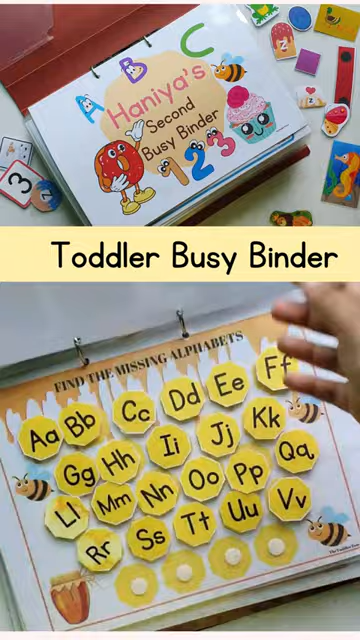 A B C
Haniya's
Second
Busy Binder
1 2 3
3
Toddler Busy Binder
FIND THE MISSING ALPHABETS
Aa Bb Cc Dd Ee Ff
Gg Hh Ii Jj Kk
Ll Mm Nn Oo Pp Qq
Rr Ss Tt Uu Vv